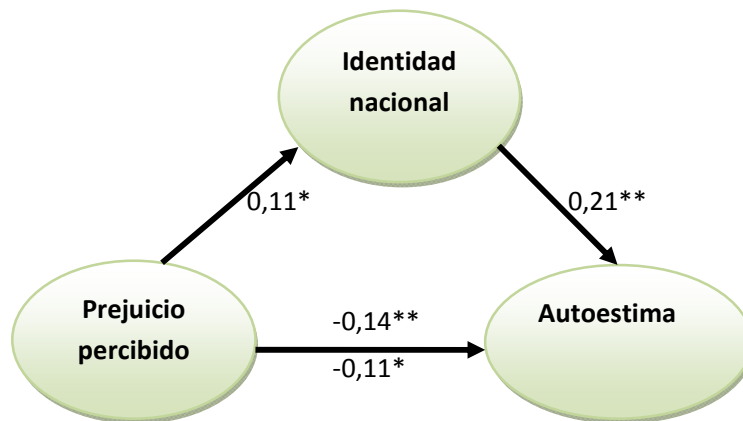 Identidad
nacional
0,11*
0,21**
Prejuicio
percibido
-0,14**
-0,11*
Autoestima